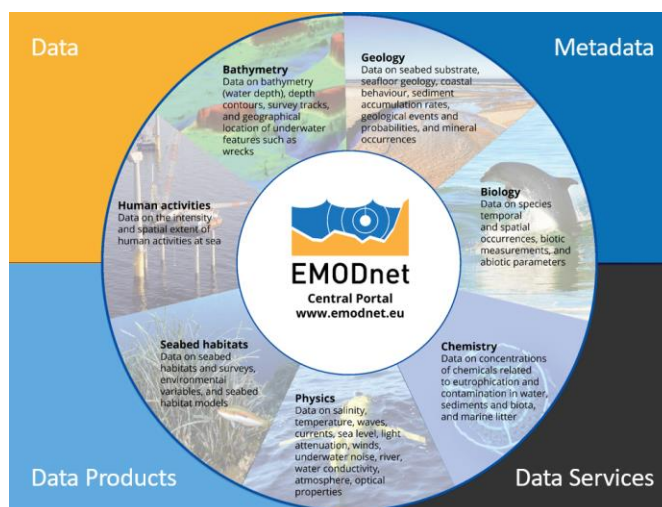 Data
Metadata
Bathymetry
Data on bathymetry
(water depth), depth
contours, survey tracks,
and geographical
location of underwater
features such as
wrecks
Geology
Data on seabed substrate,
seafloor geology, coastal
behaviour, sediment
accumulation rates,
geological events and
probabilities, and mineral
occurrences
Human activities
Data on the intensity
and spatial extent of
human activities at sea
Biology
Data on species
temporal
and spatial
occurrences, biotic
measurements, and
abiotic parameters
EMODnet
Central Portal
www.emodnet.eu
Seabed habitats
Data on seabed
habitats and surveys,
environmental
variables, and seabed
habitat models
Chemistry
Data on concentrations
of chemicals related
to eutrophication and
contamination in water,
sediments and biota,
and marine litter
Physics
Data on salinity,
temperature, waves,
currents, sea level, light
attenuation, winds,
underwater noise, river,
water conductivity,
atmosphere, optical
properties
Data Products
Data Services